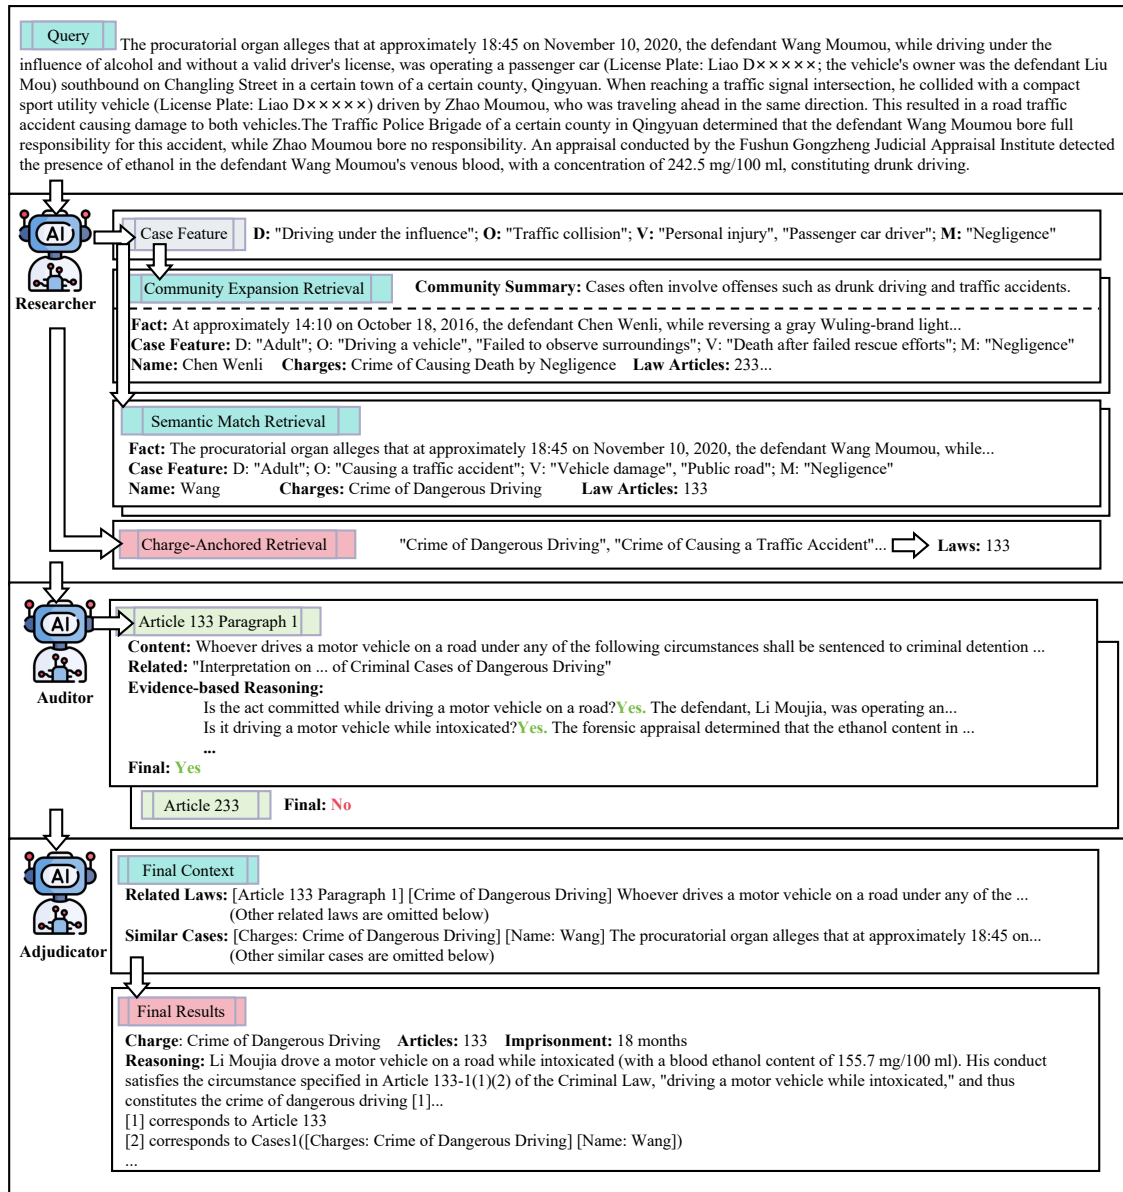 Query The procuratorial organ alleges that at approximately 18:45 on November 10, 2020, the defendant Wang Moumou, while driving under the
influence of alcohol and without a valid driver's license, was operating a passenger car (License Plate: Liao D×××××; the vehicle's owner was the defendant Liu
Mou) southbound on Changling Street in a certain town of a certain county, Qingyuan. When reaching a traffic signal intersection, he collided with a compact
sport utility vehicle (License Plate: Liao D×××××) driven by Zhao Moumou, who was traveling ahead in the same direction. This resulted in a road traffic
accident causing damage to both vehicles.The Traffic Police Brigade of a certain county in Qingyuan determined that the defendant Wang Moumou bore full
responsibility for this accident, while Zhao Moumou bore no responsibility. An appraisal conducted by the Fushun Gongzheng Judicial Appraisal Institute detected
the presence of ethanol in the defendant Wang Moumou's venous blood, with a concentration of 242.5 mg/100 ml, constituting drunk driving.
AI
Researcher
Case Feature D: "Driving under the influence"; O: "Traffic collision"; V: "Personal injury", "Passenger car driver"; M: "Negligence"
Community Expansion Retrieval Community Summary: Cases often involve offenses such as drunk driving and traffic accidents.
Fact: At approximately 14:10 on October 18, 2016, the defendant Chen Wenli, while reversing a gray Wuling-brand light...
Case Feature: D: "Adult"; O: "Driving a vehicle", "Failed to observe surroundings"; V: "Death after failed rescue efforts"; M: "Negligence"
Name: Chen Wenli Charges: Crime of Causing Death by Negligence Law Articles: 233...
Semantic Match Retrieval
Fact: The procuratorial organ alleges that at approximately 18:45 on November 10, 2020, the defendant Wang Moumou, while...
Case Feature: D: "Adult"; O: "Causing a traffic accident"; V: "Vehicle damage", "Public road"; M: "Negligence"
Name: Wang Charges: Crime of Dangerous Driving Law Articles: 133
Charge-Anchored Retrieval "Crime of Dangerous Driving", "Crime of Causing a Traffic Accident"... Laws: 133
AI
Auditor
Article 133 Paragraph 1
Content: Whoever drives a motor vehicle on a road under any of the following circumstances shall be sentenced to criminal detention ...
Related: "Interpretation on ... of Criminal Cases of Dangerous Driving"
Evidence-based Reasoning:
Is the act committed while driving a motor vehicle on a road?Yes. The defendant, Li Moujia, was operating an...
Is it driving a motor vehicle while intoxicated?Yes. The forensic appraisal determined that the ethanol content in ...
...
Final: Yes
Article 233 Final: No
AI
Adjudicator
Final Context
Related Laws: [Article 133 Paragraph 1] [Crime of Dangerous Driving] Whoever drives a motor vehicle on a road under any of the ...
(Other related laws are omitted below)
Similar Cases: [Charges: Crime of Dangerous Driving] [Name: Wang] The procuratorial organ alleges that at approximately 18:45 on...
(Other similar cases are omitted below)
Final Results
Charge: Crime of Dangerous Driving Articles: 133 Imprisonment: 18 months
Reasoning: Li Moujia drove a motor vehicle on a road while intoxicated (with a blood ethanol content of 155.7 mg/100 ml). His conduct
satisfies the circumstance specified in Article 133-1(1)(2) of the Criminal Law, "driving a motor vehicle while intoxicated," and thus
constitutes the crime of dangerous driving [1]...
[1] corresponds to Article 133
[2] corresponds to Cases1([Charges: Crime of Dangerous Driving] [Name: Wang])
...